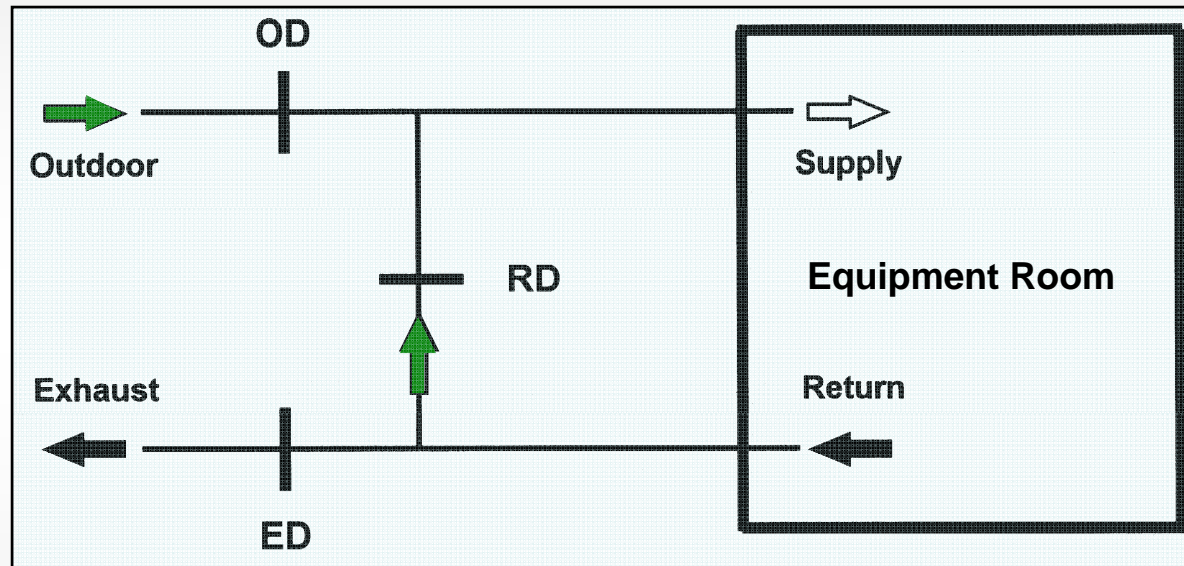 OD
Outdoor
Supply
RD
Equipment Room
Exhaust
Return
ED